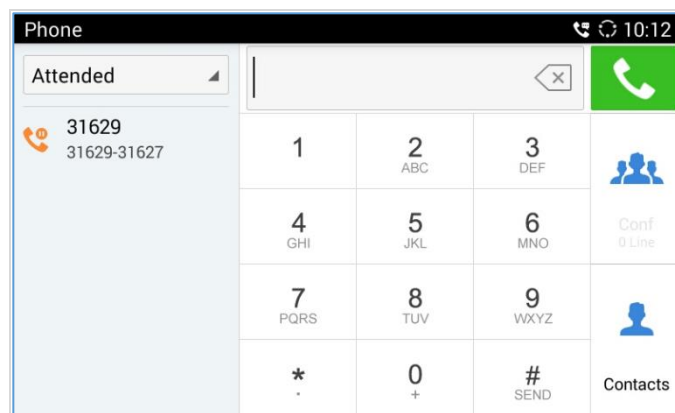 Phone 10:12
Attended
31629
31629-31627
1
2
ABC
3
DEF
4
GHI
5
JKL
6
MNO
Conf
0 Line
7
PQRS
8
TUV
9
WXYZ
*
.
0
+
#
SEND
Contacts